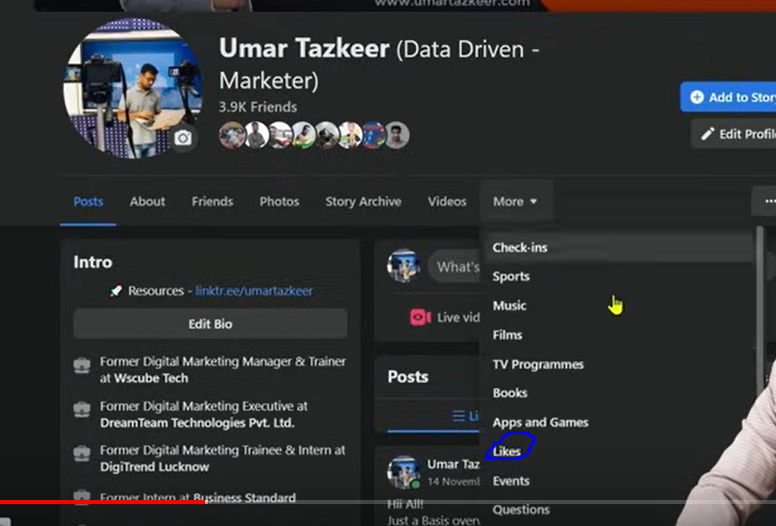 www.umartazkeer.com
Umar Tazkeer (Data Driven -
Marketer)
3.9K Friends
Add to Story
Edit Profil
Posts About Friends Photos Story Archive Videos More
Intro
Resources - linktr.ee/umartazkeer
Edit Bio
Former Digital Marketing Manager & Trainer
at Wscube Tech
Former Digital Marketing Executive at
DreamTeam Technologies Pvt. Ltd.
Former Digital Marketing Trainee & Intern at
DigiTrend Lucknow
Former Intern at Business Standard
What's
Live vid
Posts
Li
Umar Taz
14 Novemb
Hii All!
Just a Basis overv
Check-ins
Sports
Music
Films
TV Programmes
Books
Apps and Games
Likes
Events
Questions